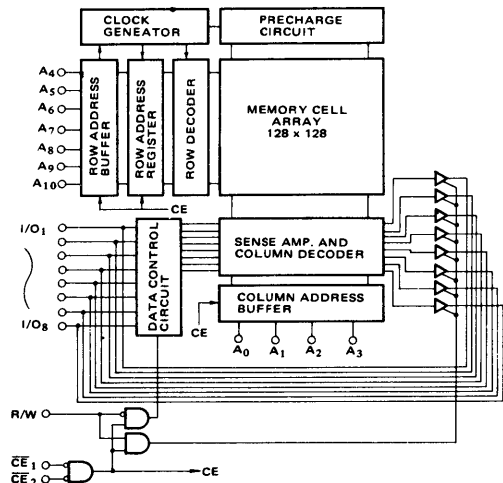 CLOCK
GENEATOR
PRECHARGE
CIRCUIT
A4
A5
A6
A7
A8
A9
A10
ROW ADDRESS
BUFFER
ROW ADDRESS
REGISTER
ROW DECODER
MEMORY CELL
ARRAY
128 x 128
CE
I/O1
I/O8
DATA CONTROL
CIRCUIT
SENSE AMP. AND
COLUMN DECODER
COLUMN ADDRESS
BUFFER
CE
A0
A1
A2
A3
R/W
CE1
CE2
CE